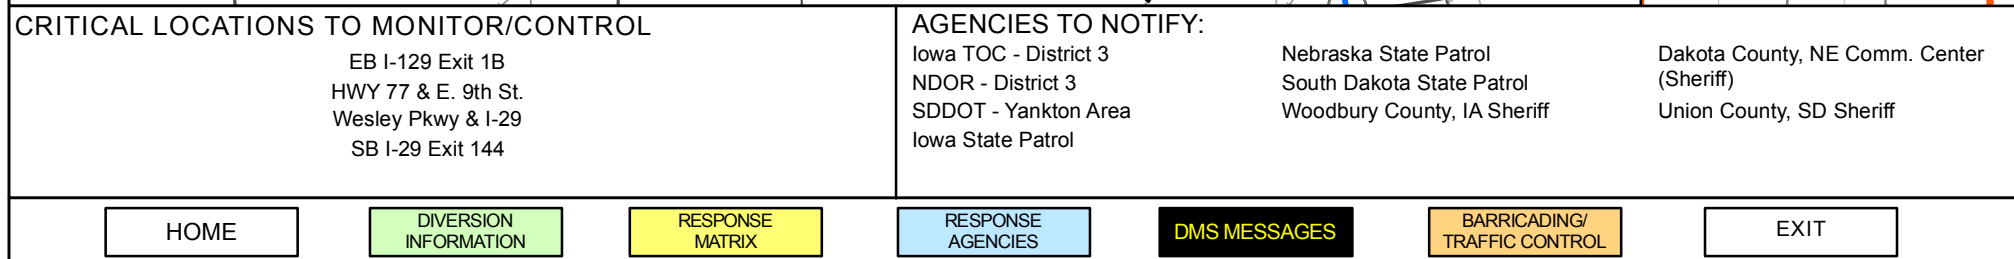 CRITICAL LOCATIONS TO MONITOR/CONTROL
EB I-129 Exit 1B
HWY 77 & E. 9th St.
Wesley Pkwy & I-29
SB I-29 Exit 144
AGENCIES TO NOTIFY:
Iowa TOC - District 3
NDOR - District 3
SDDOT - Yankton Area
Iowa State Patrol
Nebraska State Patrol
South Dakota State Patrol
Woodbury County, IA Sheriff
Dakota County, NE Comm. Center
(Sheriff)
Union County, SD Sheriff
HOME
DIVERSION
INFORMATION
RESPONSE
MATRIX
RESPONSE
AGENCIES
DMS MESSAGES
BARRICADING/
TRAFFIC CONTROL
EXIT